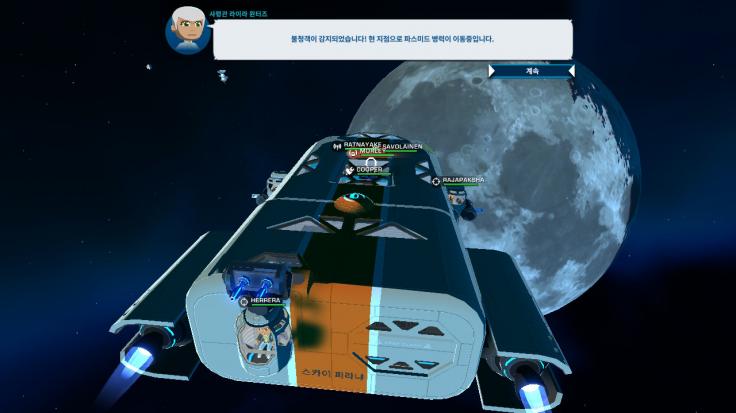 사령관 라이라 윈터즈
불청객이 감지되었습니다! 현 지점으로 파스미드 병력이 이동중입니다.
계속
RATNAYAKE SAVOLAINEN
MORLEY
COOPER
RAJAPAKSHA
HERRERA
스카이 피라냐